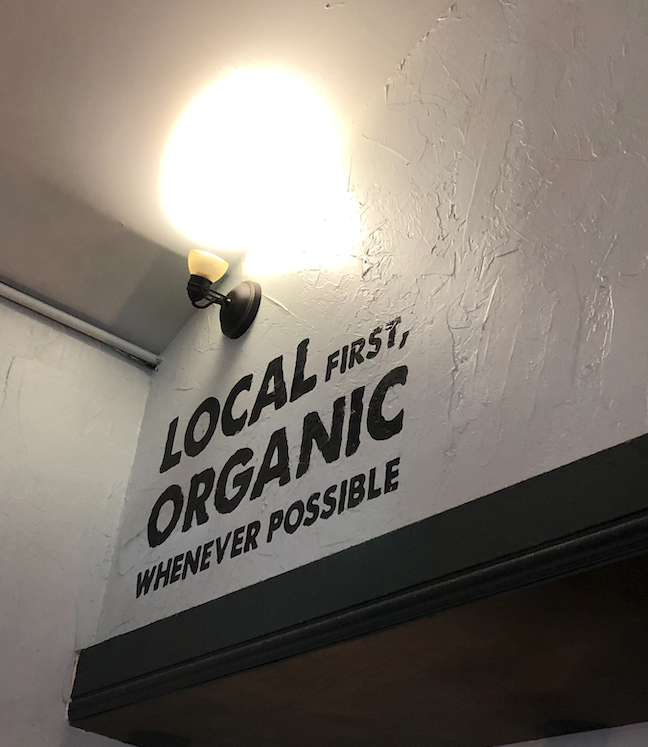 LOCAL FIRST,
ORGANIC
WHENEVER POSSIBLE